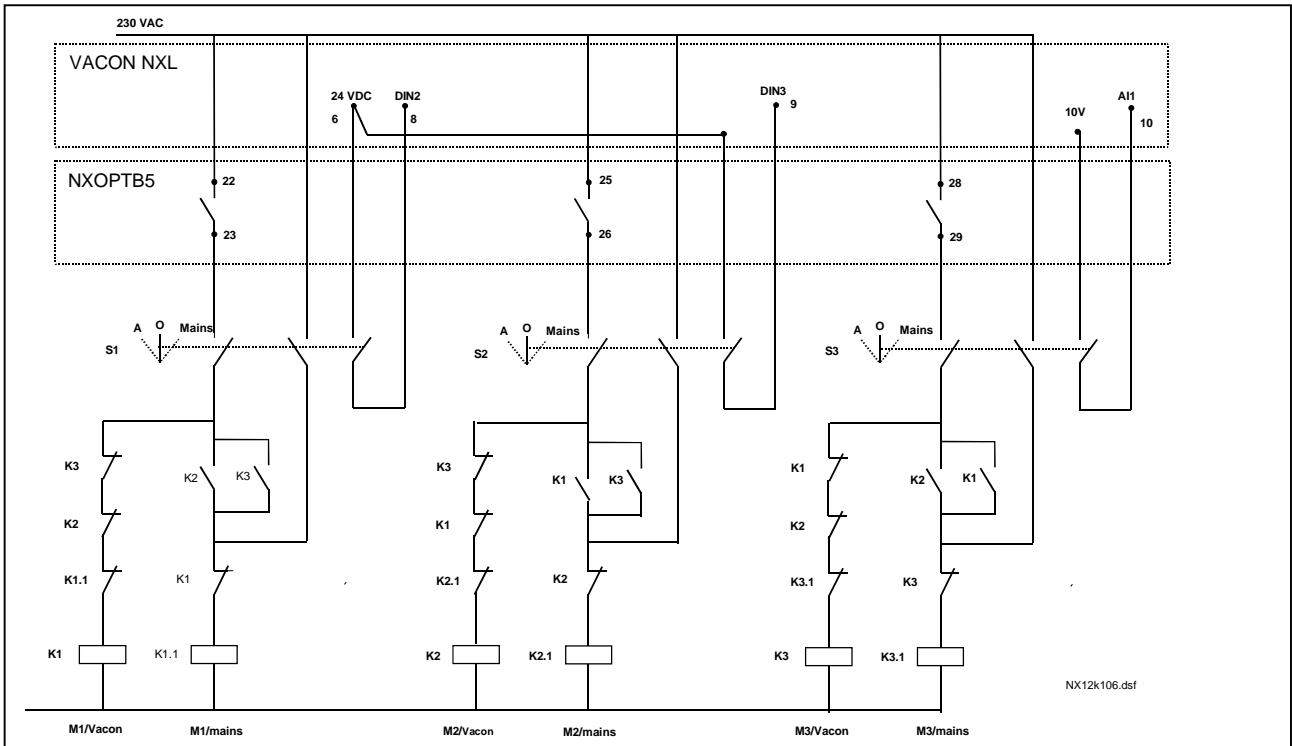 230 VAC
VACON NXL
24 VDC DIN2 DIN3 AI1
6 8 9 10V 10
NXOPTB5
22 25 28
23 26 29
A O Mains A O Mains A O Mains
S1 S2 S3
K3 K2 K3 K3 K1 K3 K1 K2 K1
K2 K1 K2
K1.1 K1 K2.1 K2 K3.1 K3
K1 K1.1 K2 K2.1 K3 K3.1
NX12k106.dsf
M1/Vacon M1/mains M2/Vacon M2/mains M3/Vacon M3/mains